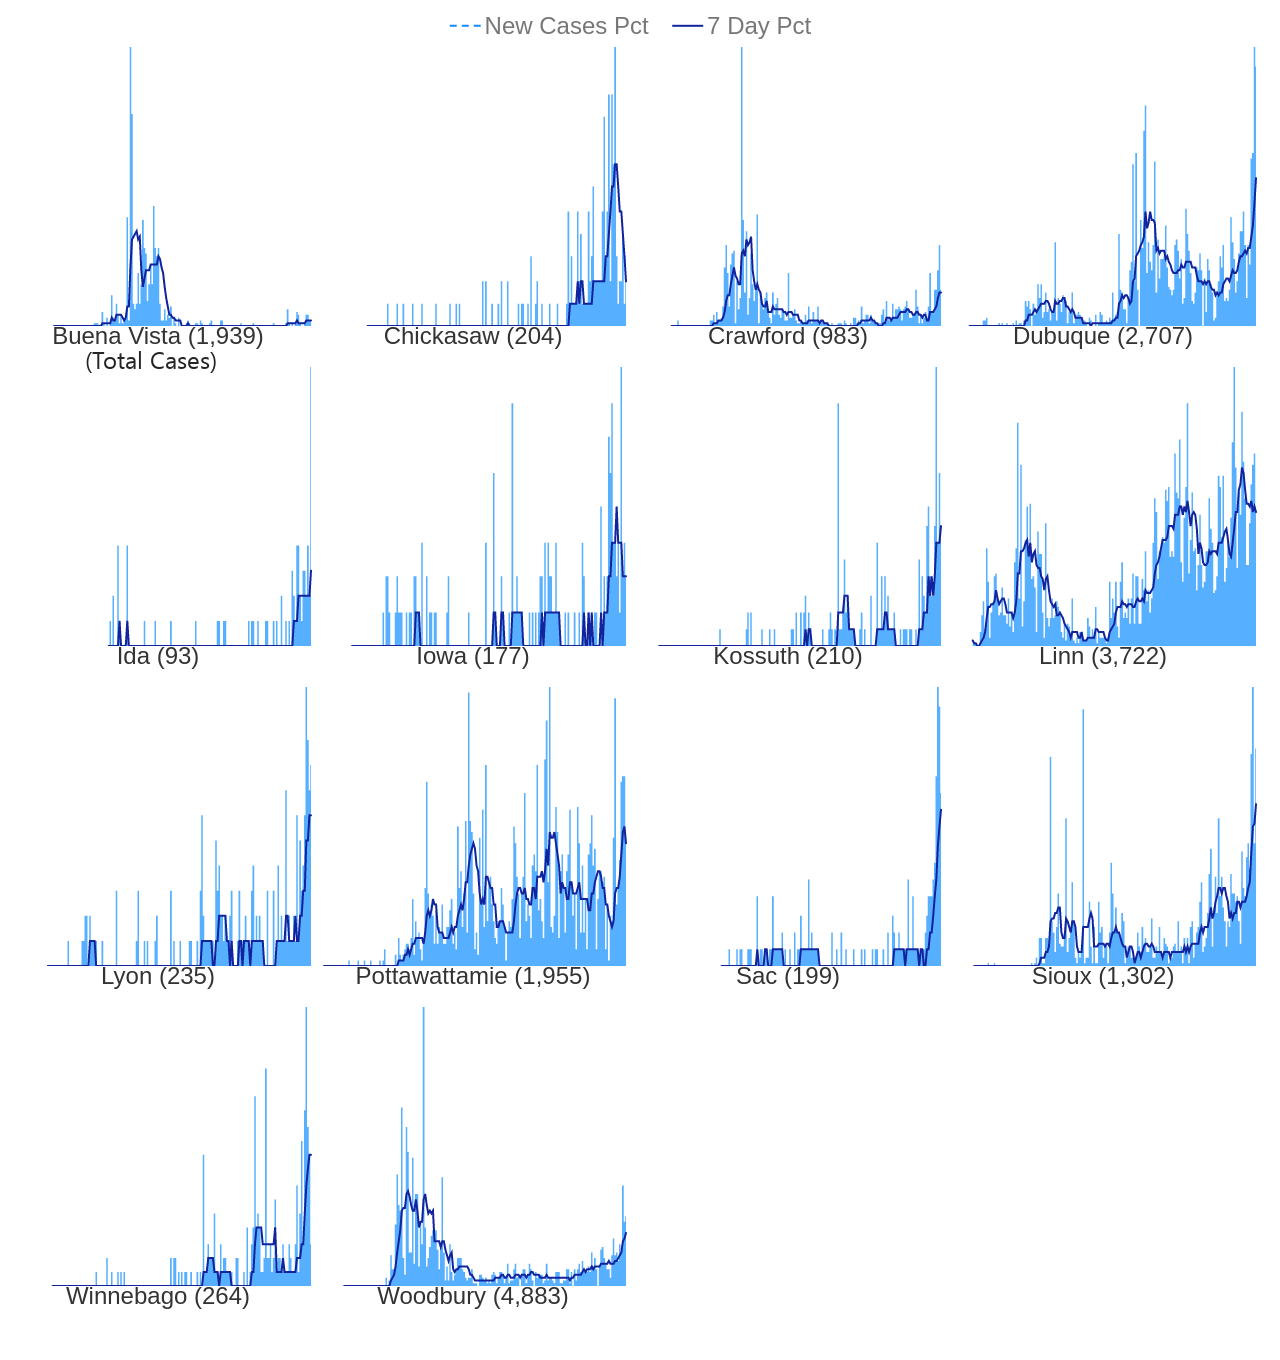 New Cases Pct 7 Day Pct
Buena Vista (1,939) Chickasaw (204) Crawford (983) Dubuque (2,707)
(Total Cases)
Ida (93) Iowa (177) Kossuth (210) Linn (3,722)
Lyon (235) Pottawattamie (1,955) Sac (199) Sioux (1,302)
Winnebago (264) Woodbury (4,883)